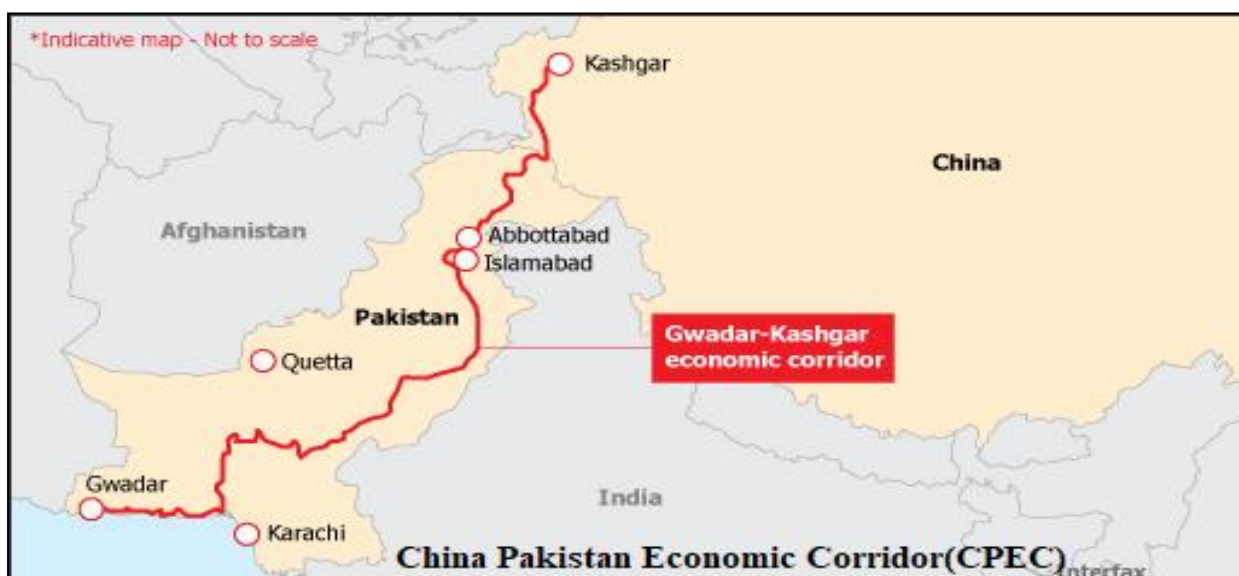 *Indicative map - Not to scale
Kashgar
China
Afghanistan
Abbottabad
Islamabad
Pakistan
Gwadar-Kashgar
economic corridor
Quetta
Gwadar
India
Karachi
China Pakistan Economic Corridor(CPEC)
Interfax